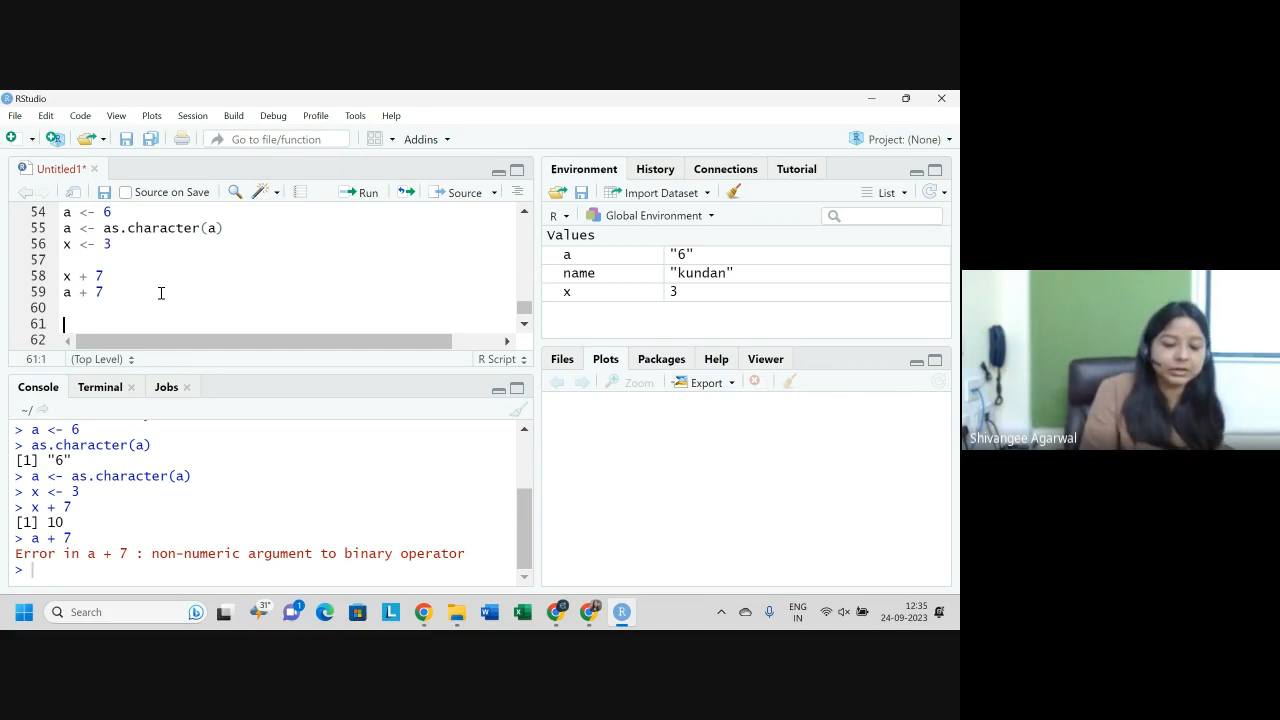 RStudio
File Edit Code View Plots Session Build Debug Profile Tools Help
Go to file/function Addins Project: (None)
Untitled1*
Source on Save Run Source
54 a <- 6
55 a <- as.character(a)
56 x <- 3
57
58 x + 7
59 a + 7
60
61
62
61:1 (Top Level) R Script
Console Terminal Jobs
~/
> a <- 6
> as.character(a)
[1] "6"
> a <- as.character(a)
> x <- 3
> x + 7
[1] 10
> a + 7
Error in a + 7 : non-numeric argument to binary operator
>
Environment History Connections Tutorial
Import Dataset List
R Global Environment
Values
a "6"
name "kundan"
x 3
Files Plots Packages Help Viewer
Zoom Export
Shivangee Agarwal
Search 31° 1 L W X R ENG 12:35
IN 24-09-2023